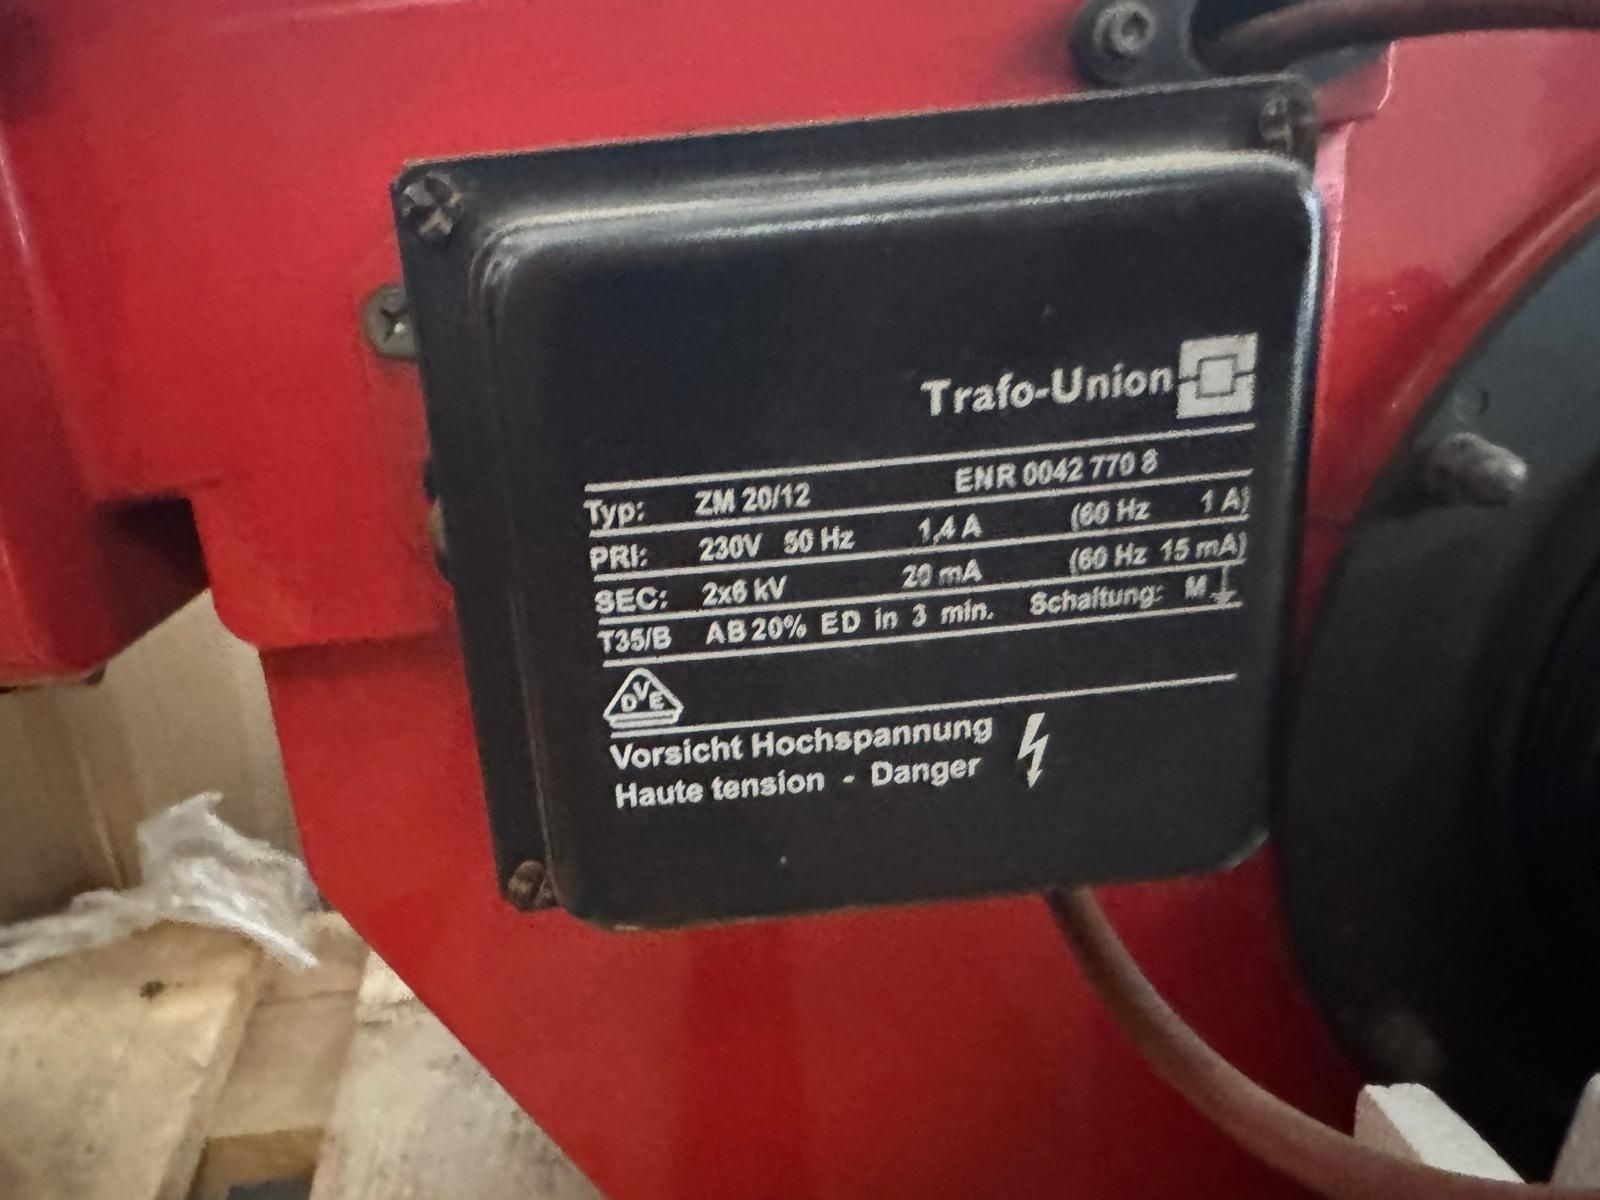 Trafo-Union
Typ: ZM 20/12 ENR 0042 770 8
PRI: 230V 50 Hz 1,4 A (60 Hz 1 A)
SEC: 2x6 kV 20 mA (60 Hz 15 mA)
T35/B AB 20% ED in 3 min. Schaltung: M
DVE
Vorsicht Hochspannung
Haute tension - Danger